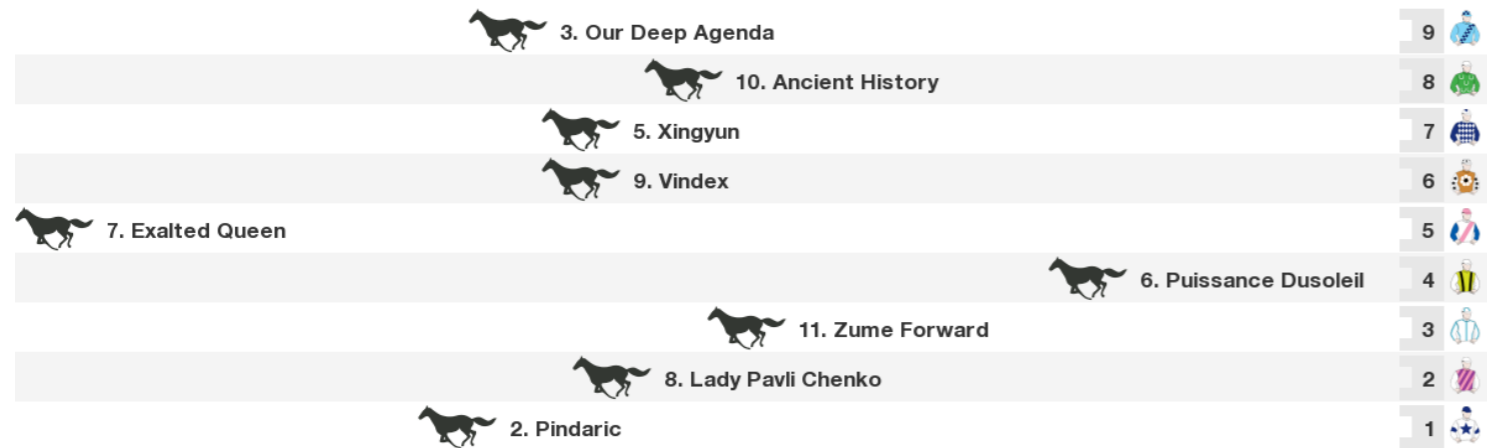 3. Our Deep Agenda 9
10. Ancient History 8
5. Xingyun 7
9. Vindex 6
7. Exalted Queen 5
6. Puissance Dusoleil 4
11. Zume Forward 3
8. Lady Pavli Chenko 2
2. Pindaric 1